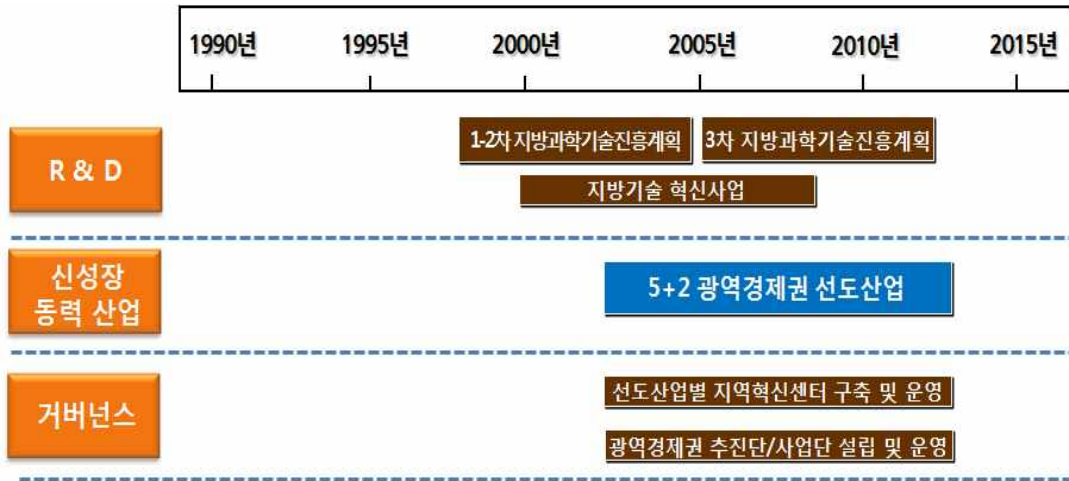 1990년 1995년 2000년 2005년 2010년 2015년
R & D
1-2차 지방과학기술진흥계획 3차 지방과학기술진흥계획
지방기술 혁신사업
신성장
동력 산업
5+2 광역경제권 선도산업
거버넌스
선도산업별 지역혁신센터 구축 및 운영
광역경제권 추진단/사업단 설립 및 운영